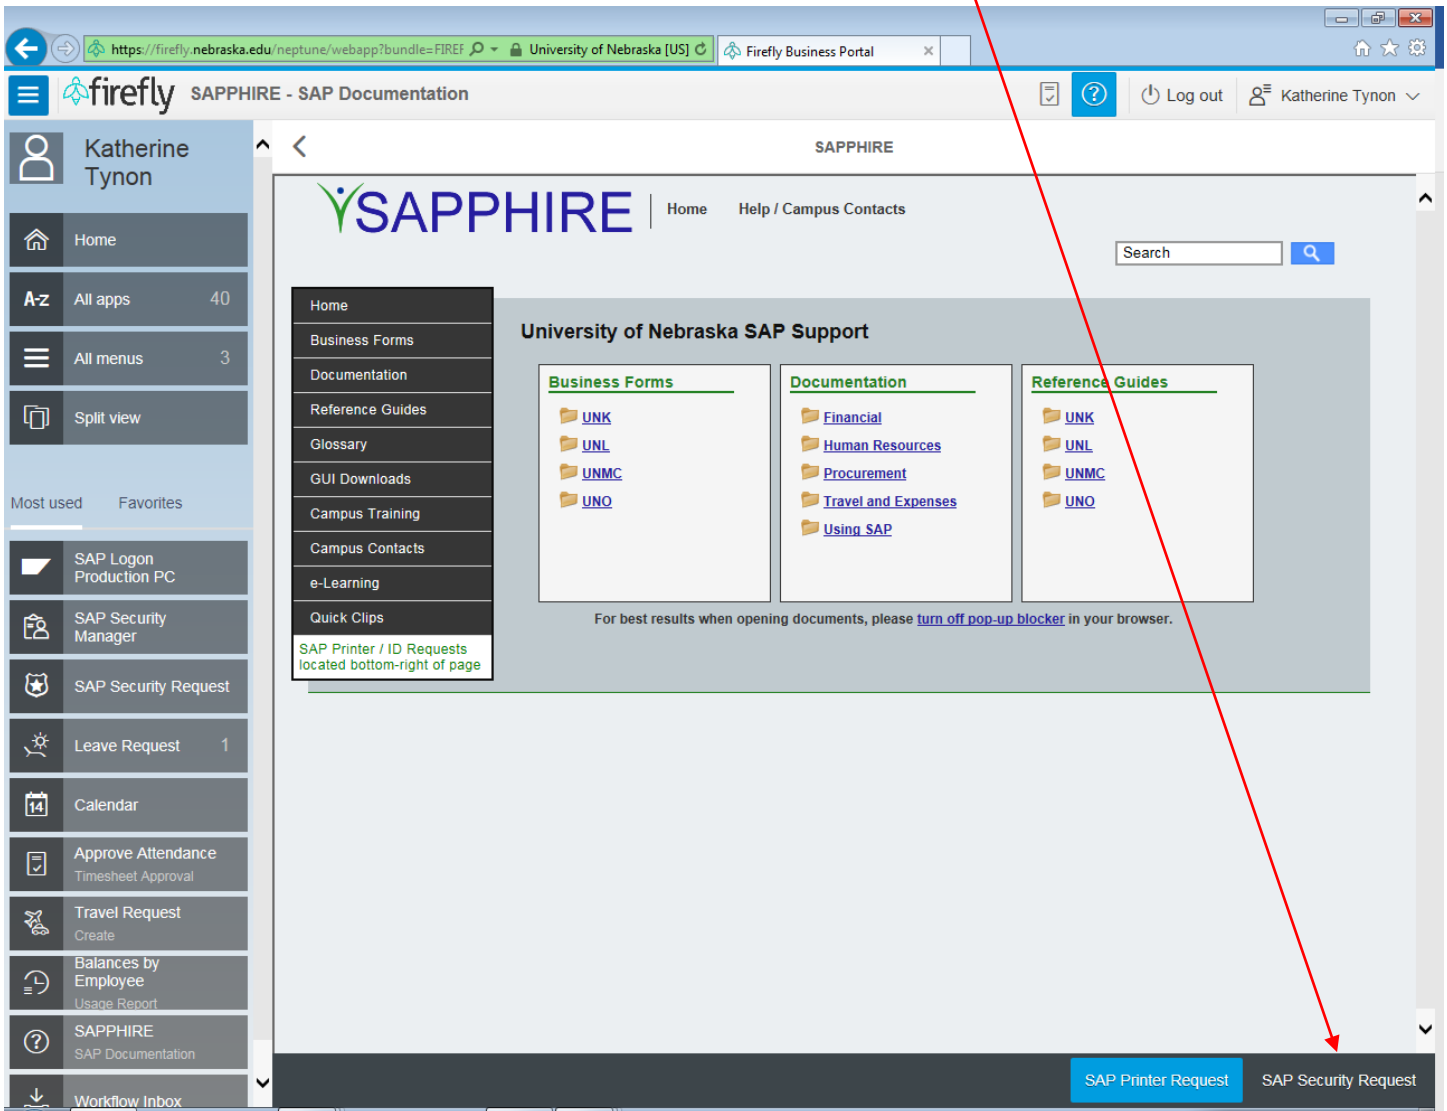 https://firefly.nebraska.edu/neptune/webapp?bundle=FIREF
University of Nebraska [US]
Firefly Business Portal
firefly
SAPPHIRE - SAP Documentation
Log out
Katherine Tynon
Katherine
Tynon
Home
A-Z All apps 40
All menus 3
Split view
Most used Favorites
SAP Logon
Production PC
SAP Security
Manager
SAP Security Request
Leave Request 1
14 Calendar
Approve Attendance
Timesheet Approval
Travel Request
Create
Balances by
Employee
Usage Report
SAPPHIRE
SAP Documentation
Workflow Inbox
SAPPHIRE
SAPPHIRE
Home Help / Campus Contacts
Search
Home
Business Forms
Documentation
Reference Guides
Glossary
GUI Downloads
Campus Training
Campus Contacts
e-Learning
Quick Clips
SAP Printer / ID Requests
located bottom-right of page
University of Nebraska SAP Support
Business Forms
UNK
UNL
UNMC
UNO
Documentation
Financial
Human Resources
Procurement
Travel and Expenses
Using SAP
Reference Guides
UNK
UNL
UNMC
UNO
For best results when opening documents, please turn off pop-up blocker in your browser.
SAP Printer Request
SAP Security Request